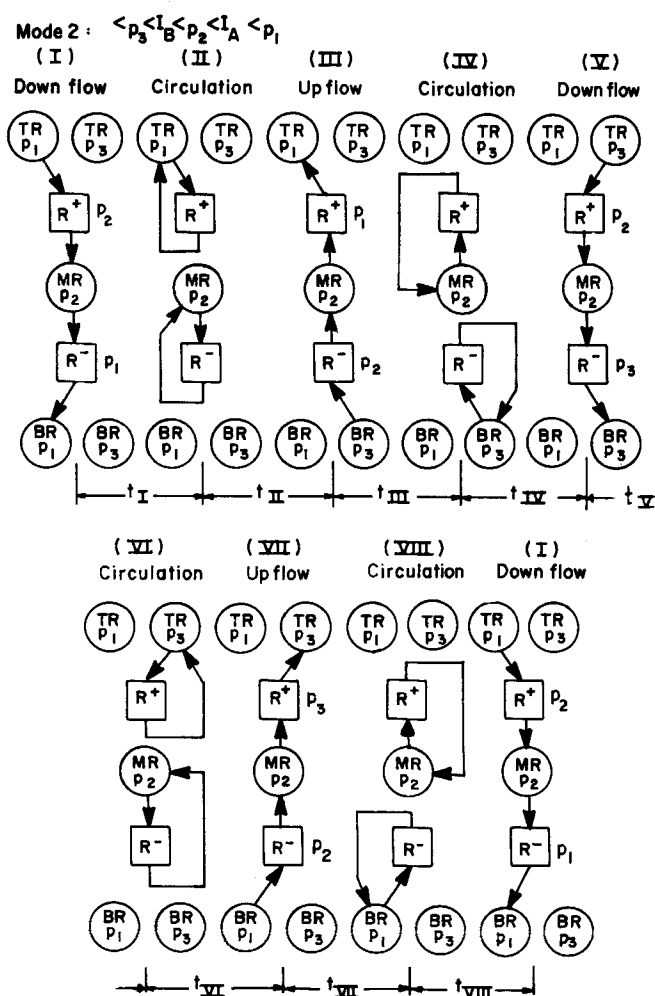 Mode 2 : <p3<IB<p2<IA <p1
(I) (II) (III) (IV) (V)
Down flow Circulation Up flow Circulation Down flow
TR p1 TR p3 TR p1 TR p3 TR p1 TR p3 TR p1 TR p3 TR p1 TR p3
R+ p2 R+ R+ p1 R+ R+ p2
MR p2 MR p2 MR p2 MR p2 MR p2
R- p1 R- R- p2 R- R- p3
BR p1 BR p3 BR p1 BR p3 BR p1 BR p3 BR p1 BR p3 BR p1 BR p3
tI tII tIII tIV tV
(VI) (VII) (VIII) (I)
Circulation Up flow Circulation Down flow
TR p1 TR p3 TR p1 TR p3 TR p1 TR p3 TR p1 TR p3
R+ R+ p3 R+ R+ p2
MR p2 MR p2 MR p2 MR p2
R- R- p2 R- R- p1
BR p1 BR p3 BR p1 BR p3 BR p1 BR p3 BR p1 BR p3
tVI tVII tVIII